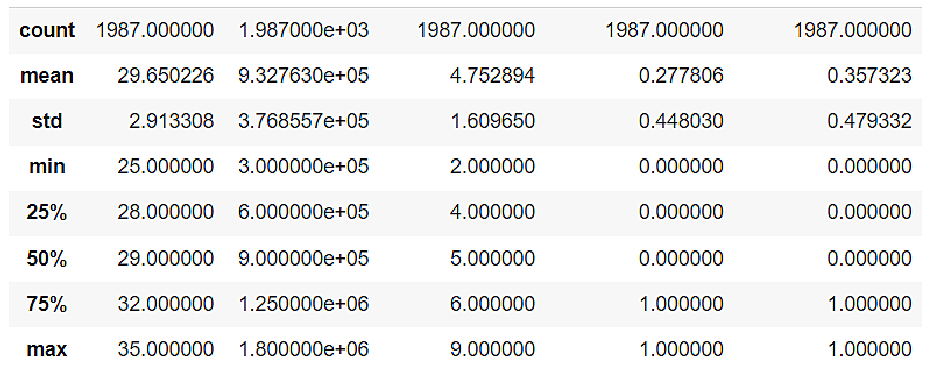 count 1987.000000 1.987000e+03 1987.000000 1987.000000 1987.000000
mean 29.650226 9.327630e+05 4.752894 0.277806 0.357323
std 2.913308 3.768557e+05 1.609650 0.448030 0.479332
min 25.000000 3.000000e+05 2.000000 0.000000 0.000000
25% 28.000000 6.000000e+05 4.000000 0.000000 0.000000
50% 29.000000 9.000000e+05 5.000000 0.000000 0.000000
75% 32.000000 1.250000e+06 6.000000 1.000000 1.000000
max 35.000000 1.800000e+06 9.000000 1.000000 1.000000